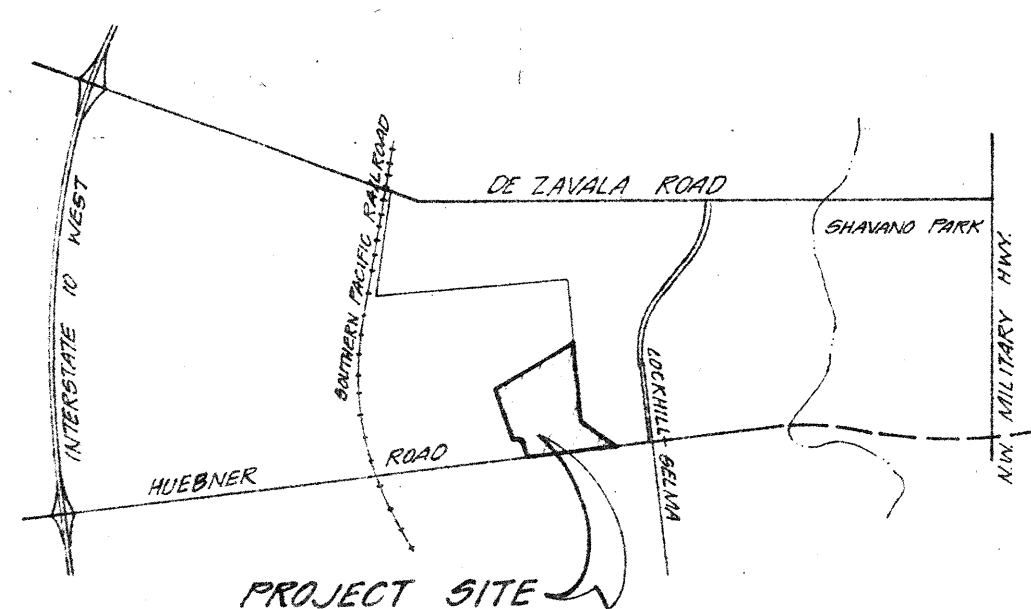 DE ZAVALA ROAD
SHAVANO PARK
SOUTHERN PACIFIC RAILROAD
INTERSTATE 10 WEST
N.W. MILITARY HWY.
LOCKHILL-SELMA
HUEBNER ROAD
PROJECT SITE